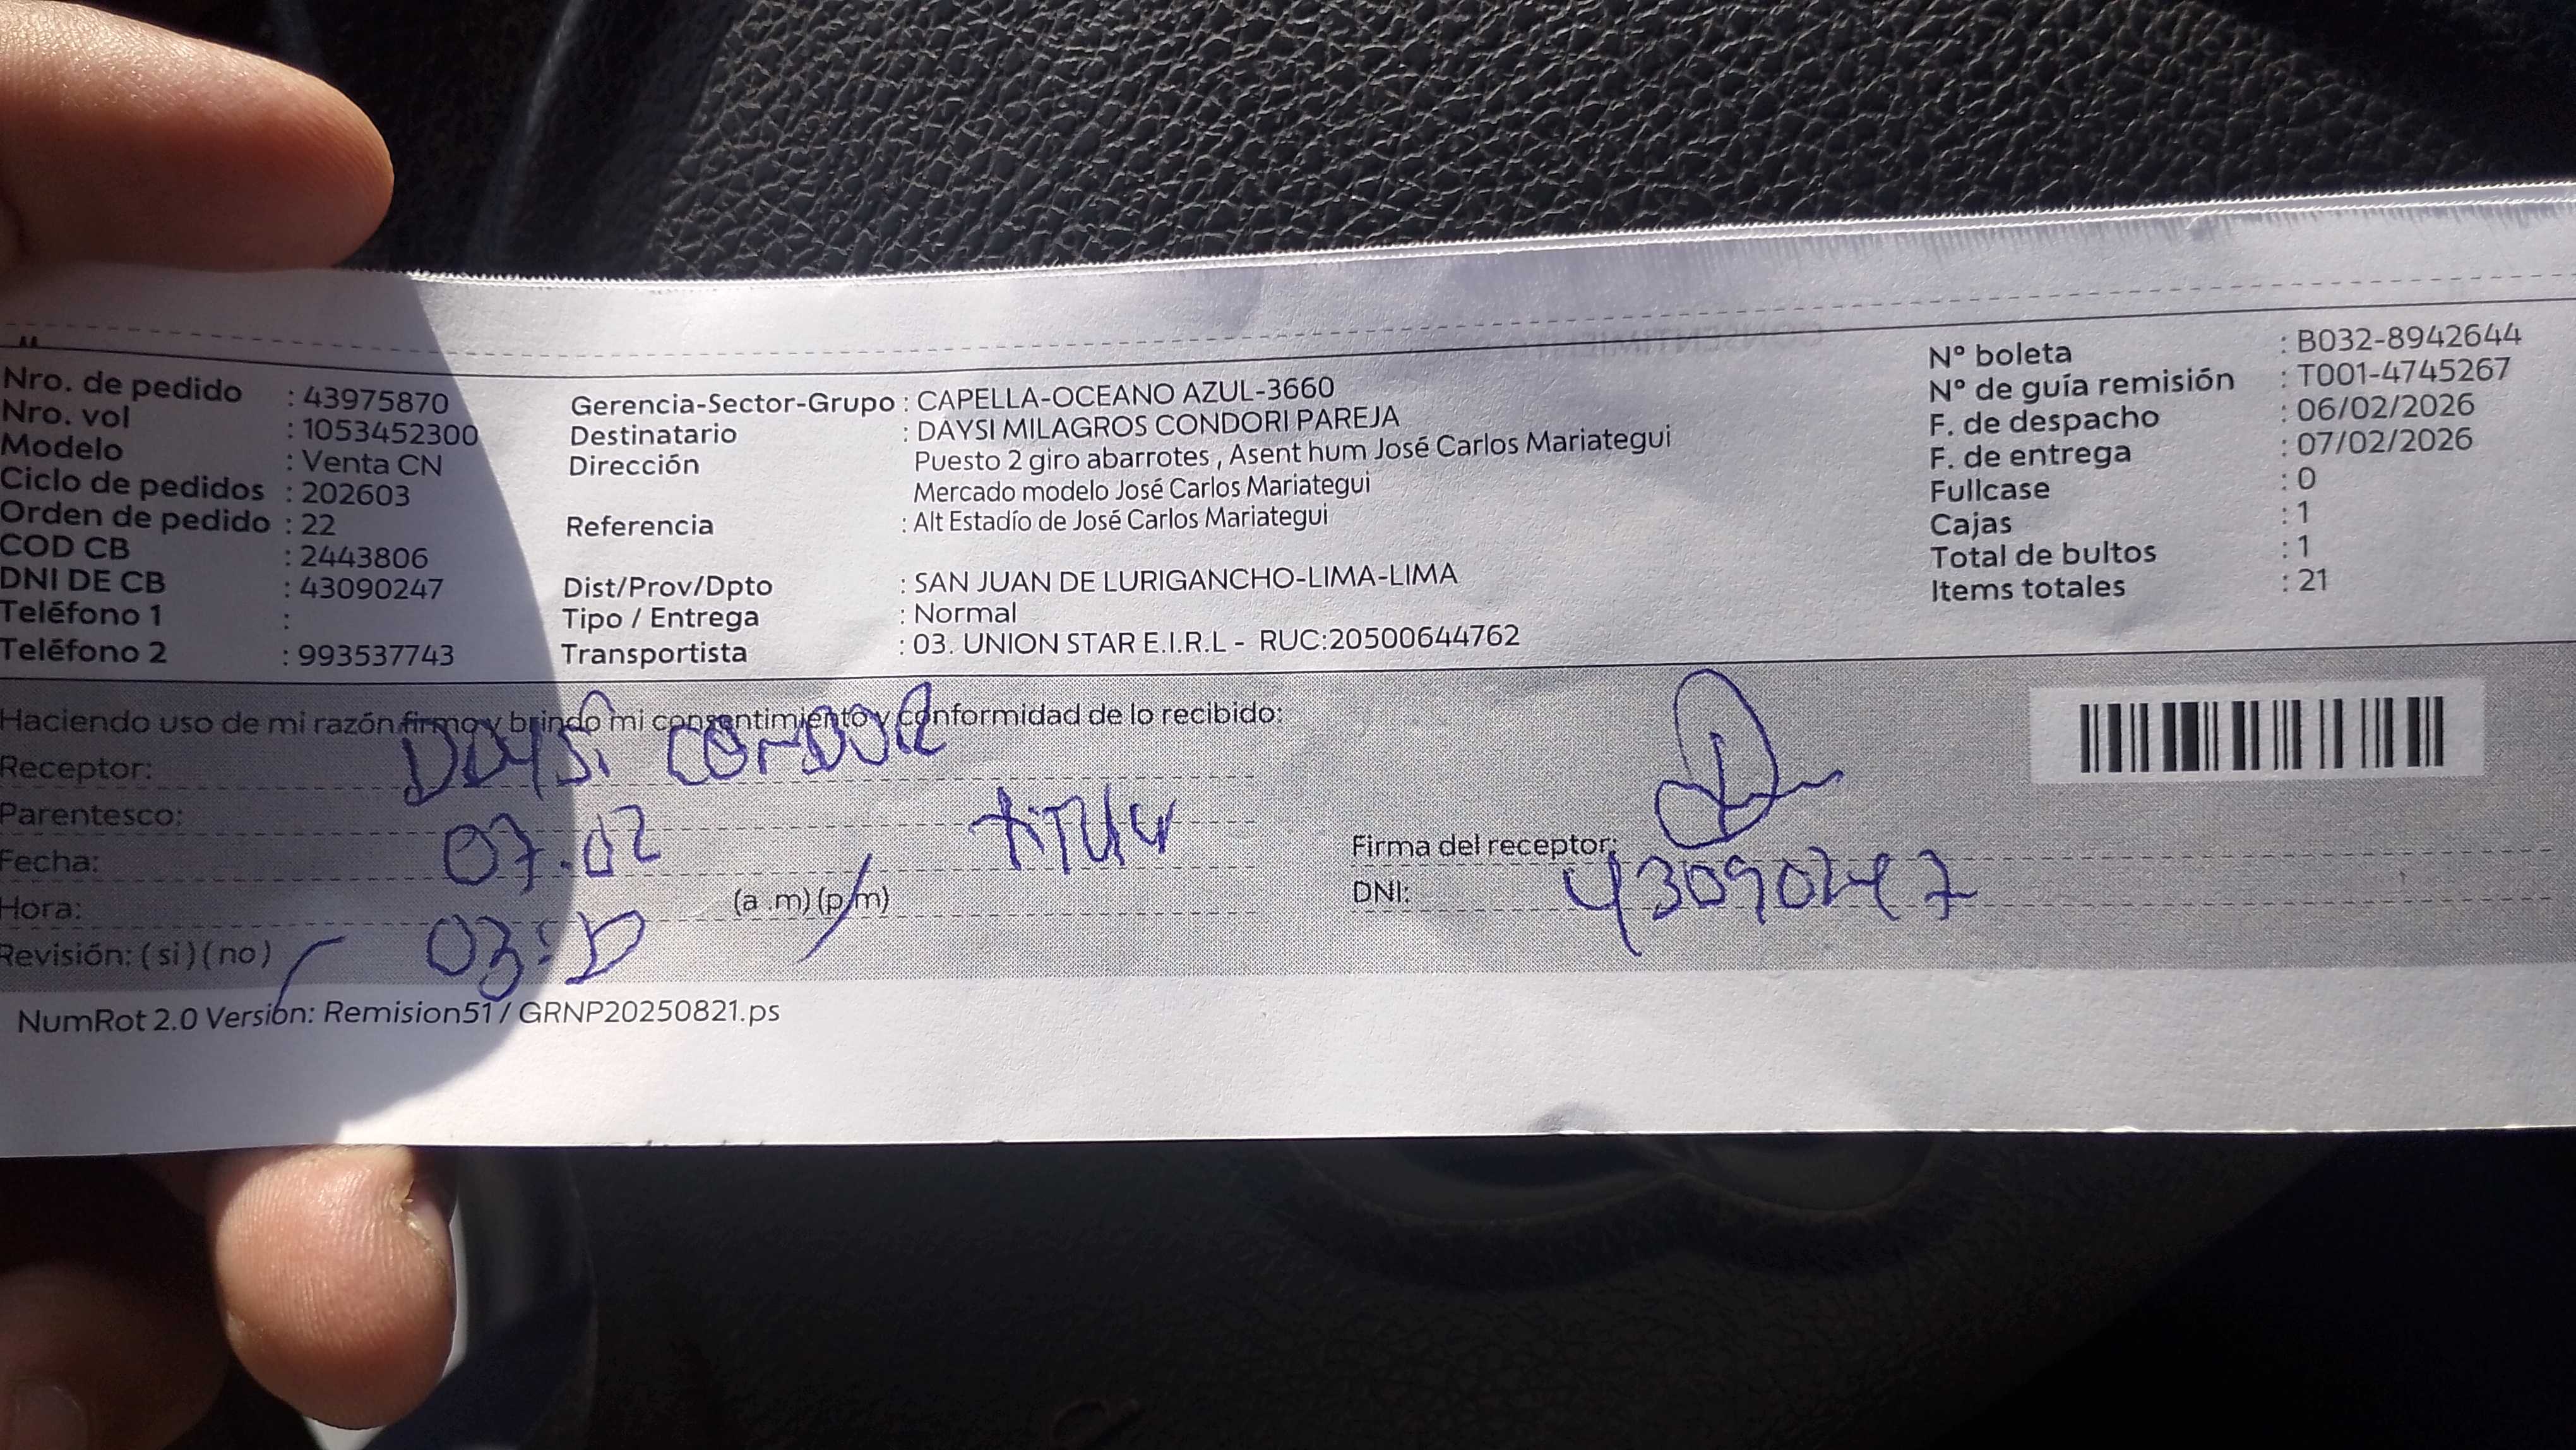 Nro. de pedido : 43975870
Nro. vol : 1053452300
Modelo : Venta CN
Ciclo de pedidos : 202603
Orden de pedido : 22
COD CB : 2443806
DNI DE CB : 43090247
Teléfono 1 :
Teléfono 2 : 993537743
Gerencia-Sector-Grupo : CAPELLA-OCEANO AZUL-3660
Destinatario : DAYSI MILAGROS CONDORI PAREJA
Dirección Puesto 2 giro abarrotes , Asent hum José Carlos Mariategui
Mercado modelo José Carlos Mariategui
Referencia : Alt Estadío de José Carlos Mariategui
Dist/Prov/Dpto : SAN JUAN DE LURIGANCHO-LIMA-LIMA
Tipo / Entrega : Normal
Transportista : 03. UNION STAR E.I.R.L - RUC:20500644762
N° boleta : B032-8942644
N° de guía remisión : T001-4745267
F. de despacho : 06/02/2026
F. de entrega : 07/02/2026
Fullcase : 0
Cajas : 1
Total de bultos : 1
Items totales : 21
Haciendo uso de mi razón firmo y brindo mi consentimiento y conformidad de lo recibido:
Receptor: DAYSi
Parentesco:
Fecha: 07.02
Hora: (a .m) (p/m)
Revisión: ( si ) ( no )
Firma del receptor:
DNI: 43090247
NumRot 2.0 Versión: Remision51 / GRNP20250821.ps